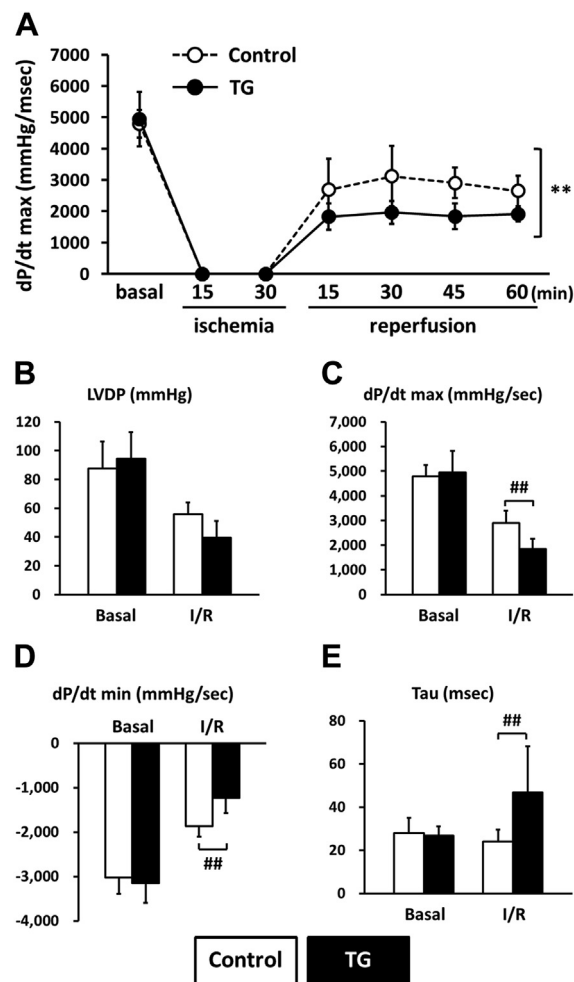 A
Control
TG
dP/dt max (mmHg/msec)
7000
6000
5000
4000
3000
2000
1000
0
**
basal 15 30 15 30 45 60 (min)
ischemia reperfusion
B
LVDP (mmHg)
120
100
80
60
40
20
0
Basal I/R
C
dP/dt max (mmHg/sec)
7,000
6,000
5,000
4,000
3,000
2,000
1,000
0
##
Basal I/R
D
dP/dt min (mmHg/sec)
Basal I/R
0
-1,000
-2,000
-3,000
-4,000
##
E
Tau (msec)
80
60
40
20
0
##
Basal I/R
Control TG